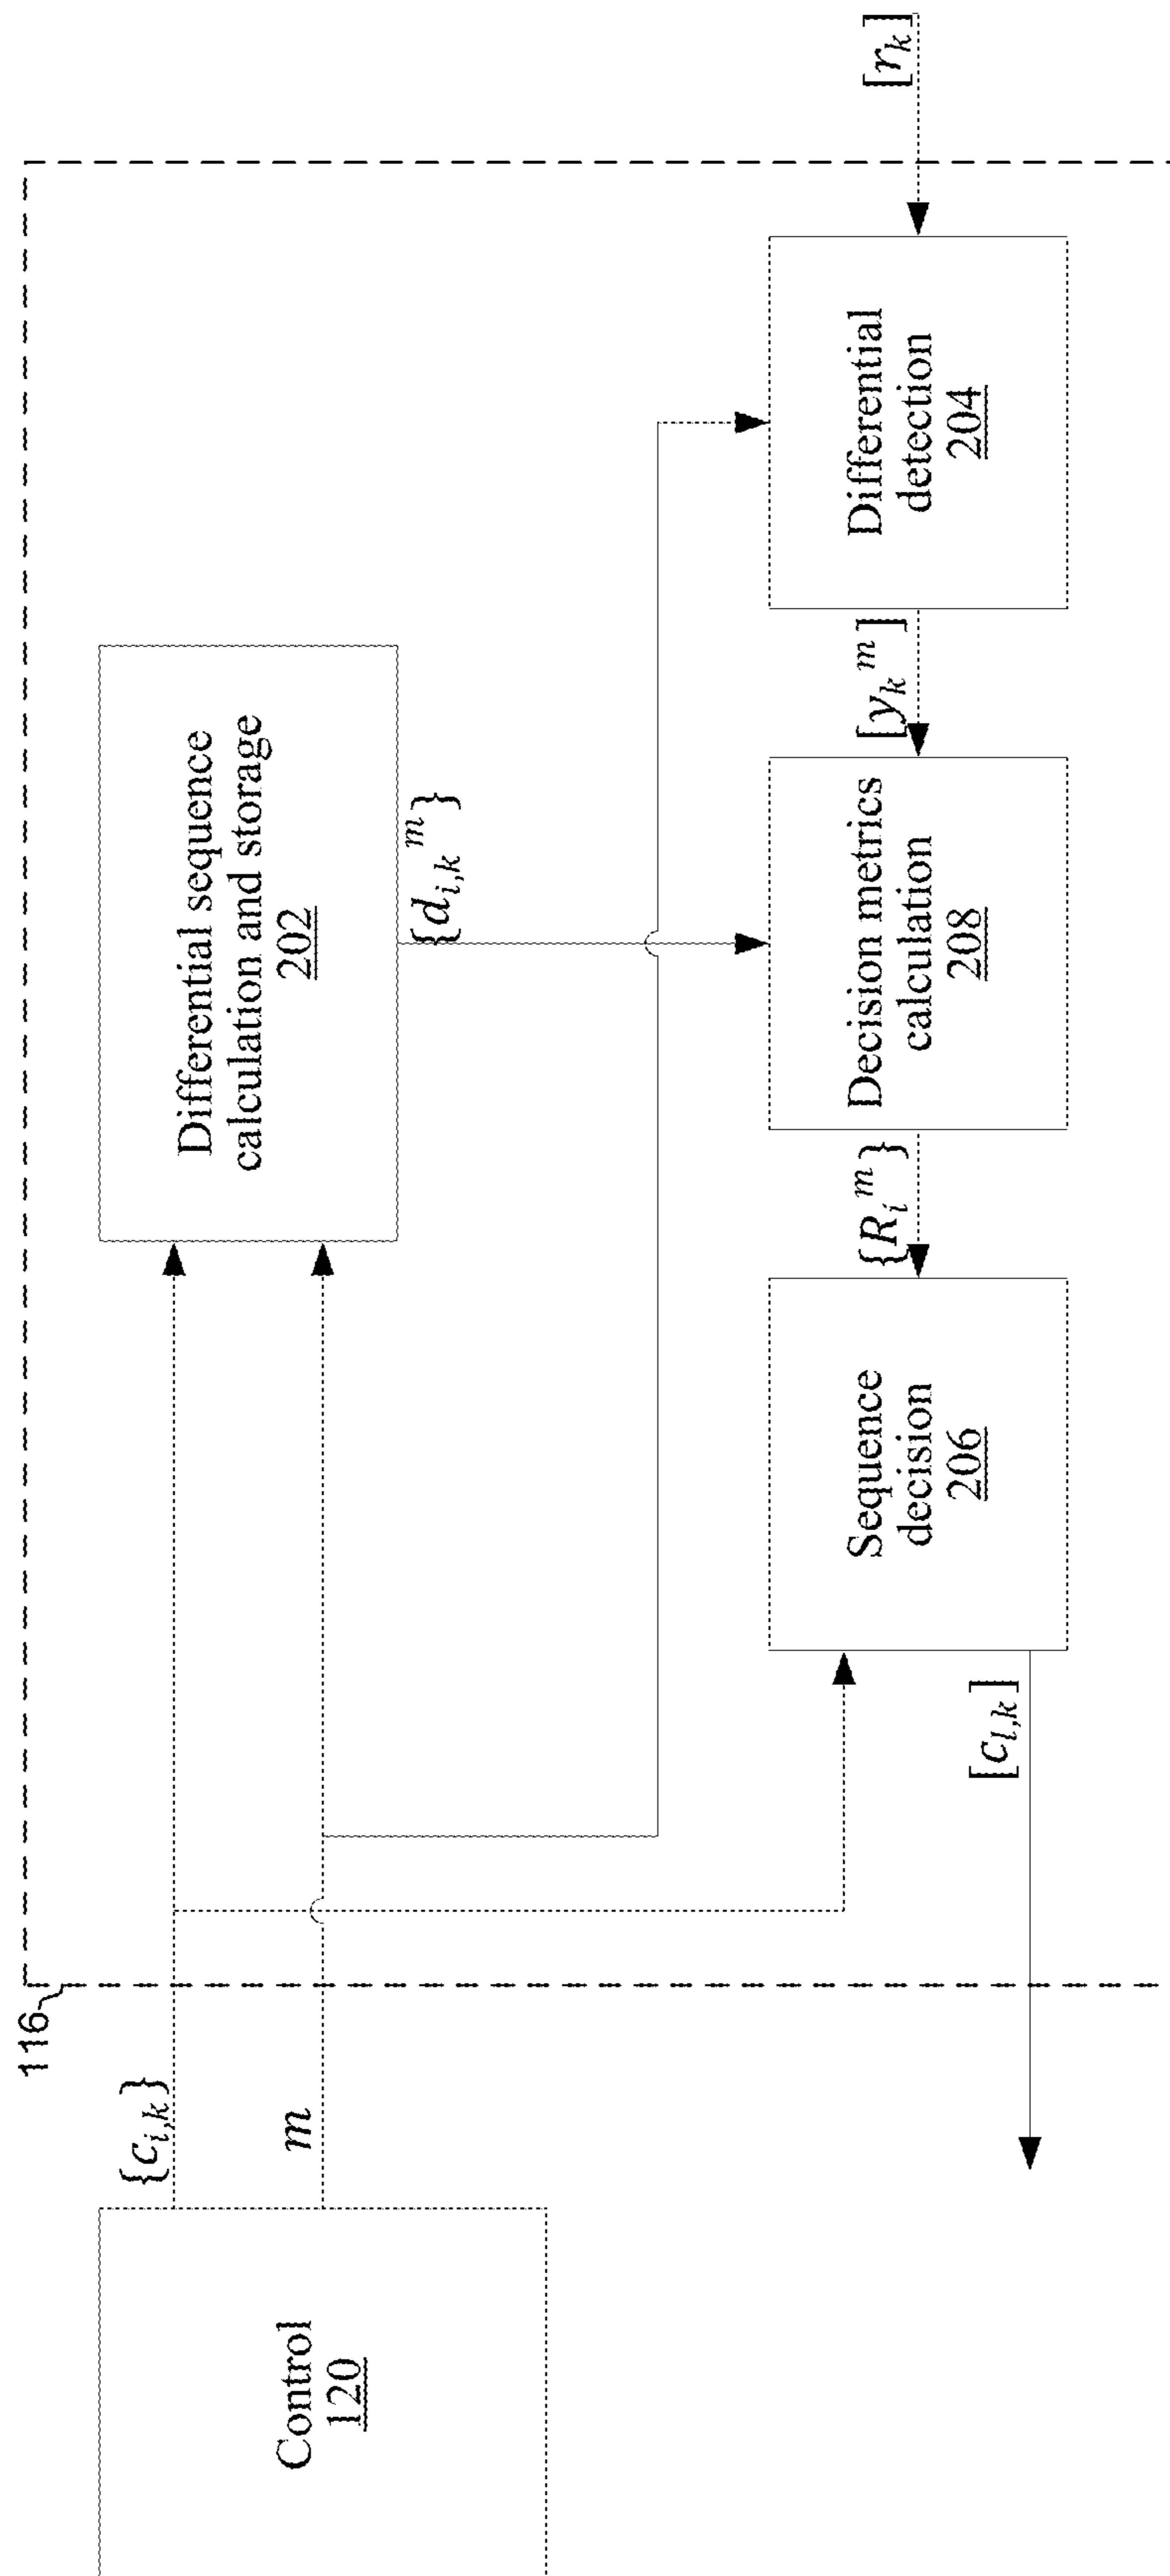 116
Control
120
{c_{i,k}}
m
Differential sequence
calculation and storage
202
{d_{i,k}^m}
[c_{l,k}]
Sequence
decision
206
{R_i^m}
Decision metrics
calculation
208
[y_k^m]
Differential
detection
204
[r_k]